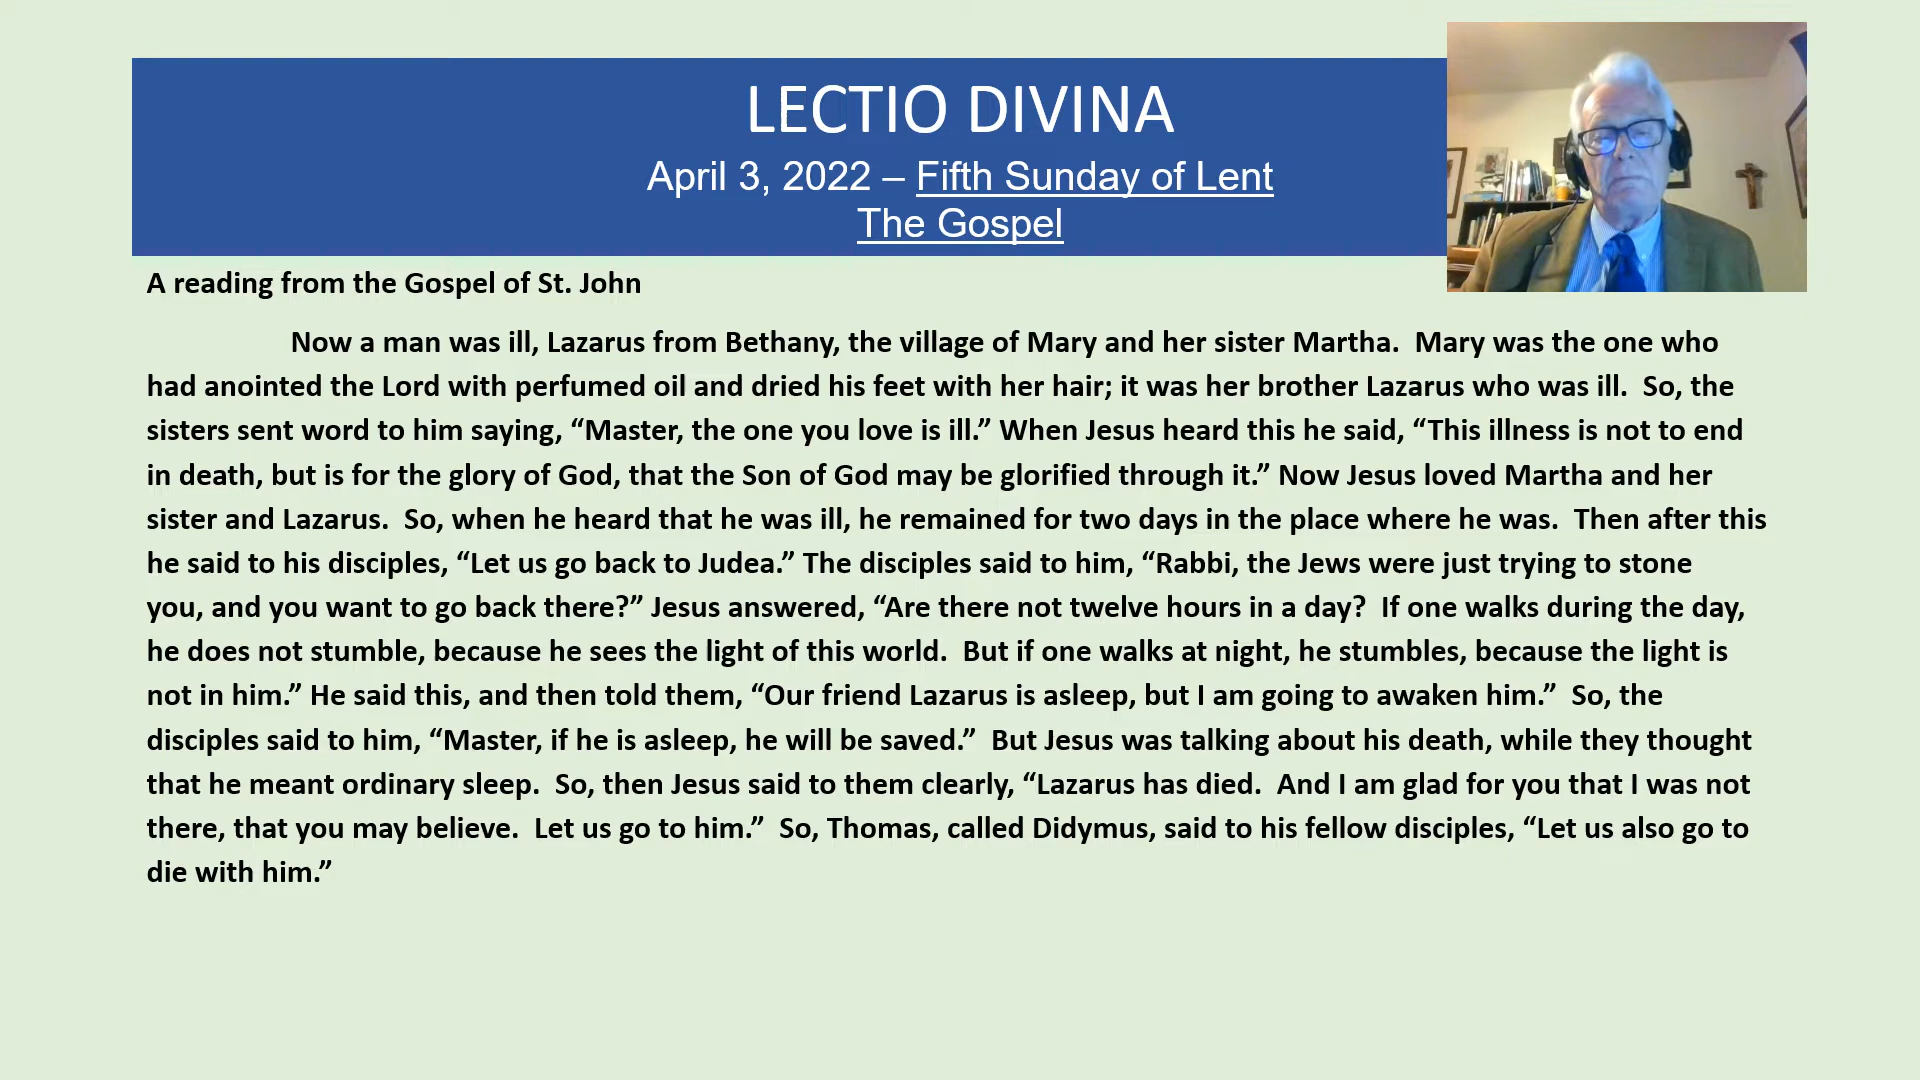 LECTIO DIVINA
April 3, 2022 – Fifth Sunday of Lent
The Gospel
A reading from the Gospel of St. John
Now a man was ill, Lazarus from Bethany, the village of Mary and her sister Martha.  Mary was the one who
had anointed the Lord with perfumed oil and dried his feet with her hair; it was her brother Lazarus who was ill.  So, the
sisters sent word to him saying, “Master, the one you love is ill.” When Jesus heard this he said, “This illness is not to end
in death, but is for the glory of God, that the Son of God may be glorified through it.” Now Jesus loved Martha and her
sister and Lazarus.  So, when he heard that he was ill, he remained for two days in the place where he was.  Then after this
he said to his disciples, “Let us go back to Judea.” The disciples said to him, “Rabbi, the Jews were just trying to stone
you, and you want to go back there?” Jesus answered, “Are there not twelve hours in a day?  If one walks during the day,
he does not stumble, because he sees the light of this world.  But if one walks at night, he stumbles, because the light is
not in him.” He said this, and then told them, “Our friend Lazarus is asleep, but I am going to awaken him.”  So, the
disciples said to him, “Master, if he is asleep, he will be saved.”  But Jesus was talking about his death, while they thought
that he meant ordinary sleep.  So, then Jesus said to them clearly, “Lazarus has died.  And I am glad for you that I was not
there, that you may believe.  Let us go to him.”  So, Thomas, called Didymus, said to his fellow disciples, “Let us also go to
die with him.”